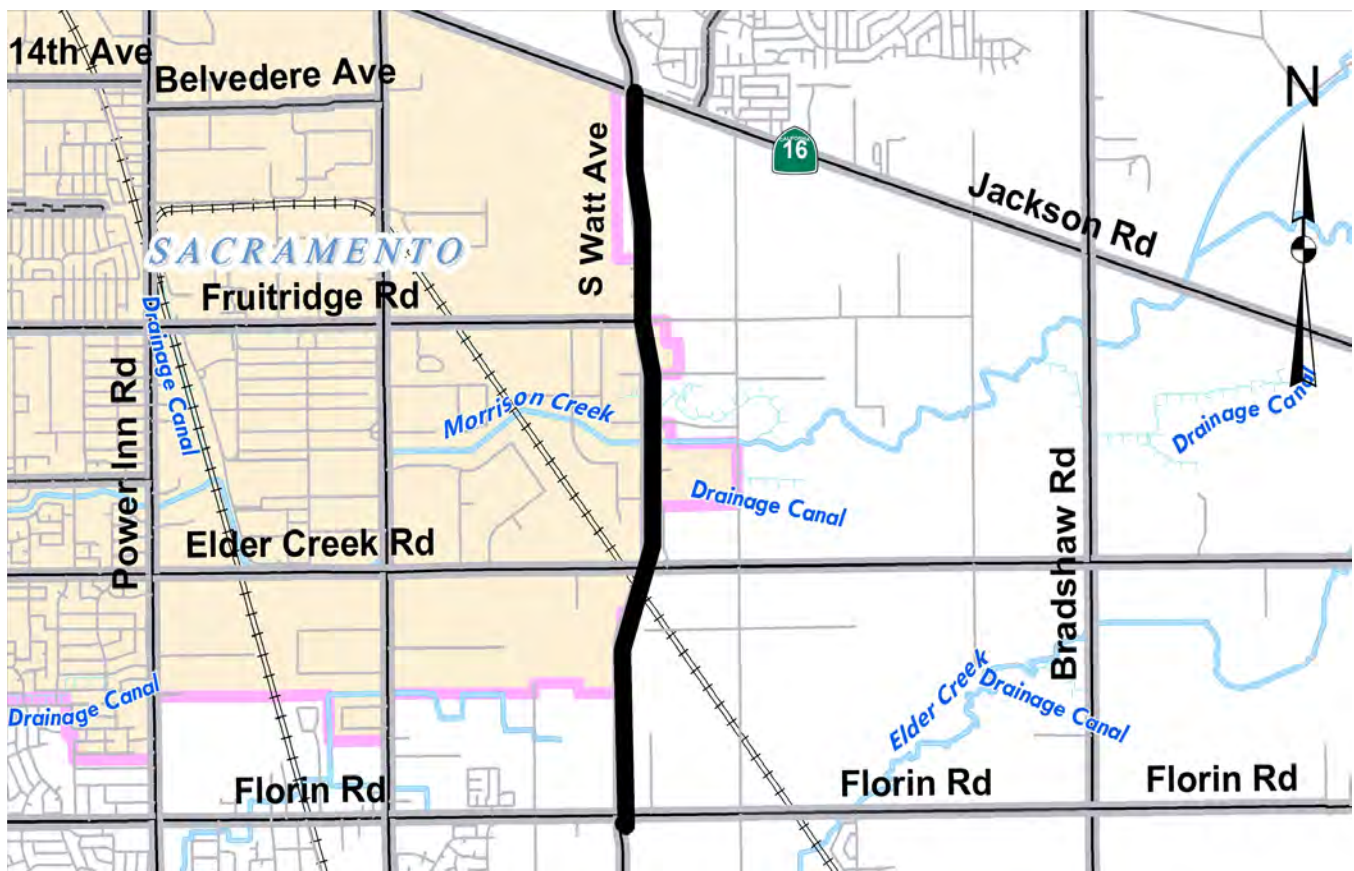 14th Ave
Belvedere Ave
N
CALIFORNIA
16
S Watt Ave
Jackson Rd
SACRAMENTO
Fruitridge Rd
Drainage Canal
Power Inn Rd
Morrison Creek
Drainage Canal
Drainage Canal
Bradshaw Rd
Elder Creek Rd
Elder Creek
Drainage Canal
Drainage Canal
Florin Rd
Florin Rd
Florin Rd